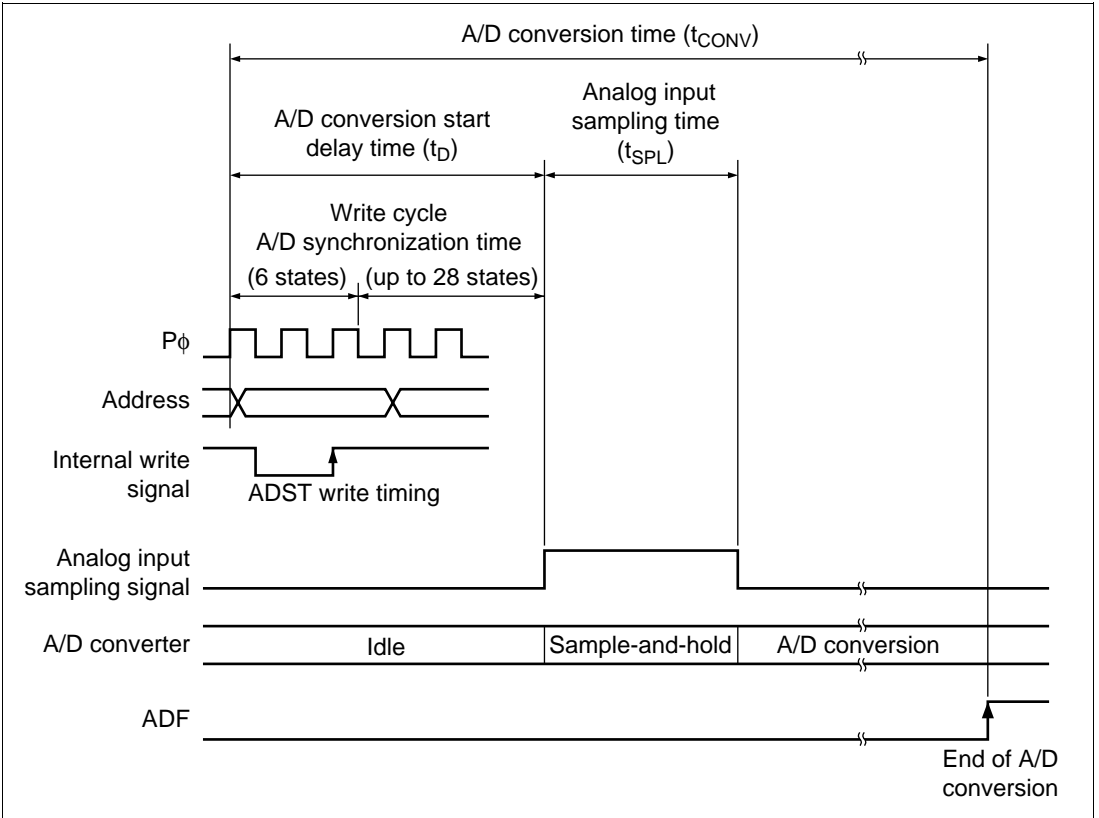 A/D conversion time (tCONV)
Analog input
sampling time
(tSPL)
A/D conversion start
delay time (tD)
Write cycle
A/D synchronization time
(6 states) (up to 28 states)
Pϕ
Address
Internal write
signal
ADST write timing
Analog input
sampling signal
A/D converter Idle Sample-and-hold A/D conversion
ADF
End of A/D
conversion